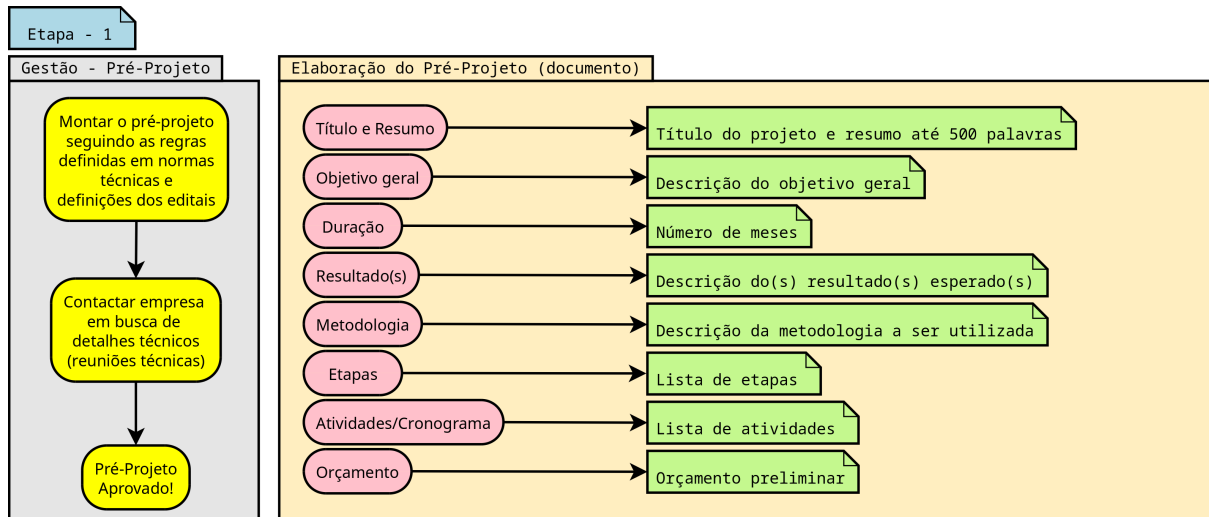 Etapa - 1
Gestão - Pré-Projeto
Montar o pré-projeto
seguindo as regras
definidas em normas
técnicas e
definições dos editais
Contactar empresa
em busca de
detalhes técnicos
(reuniões técnicas)
Pré-Projeto
Aprovado!
Elaboração do Pré-Projeto (documento)
Título e Resumo
Título do projeto e resumo até 500 palavras
Objetivo geral
Descrição do objetivo geral
Duração
Número de meses
Resultado(s)
Descrição do(s) resultado(s) esperado(s)
Metodologia
Descrição da metodologia a ser utilizada
Etapas
Lista de etapas
Atividades/Cronograma
Lista de atividades
Orçamento
Orçamento preliminar